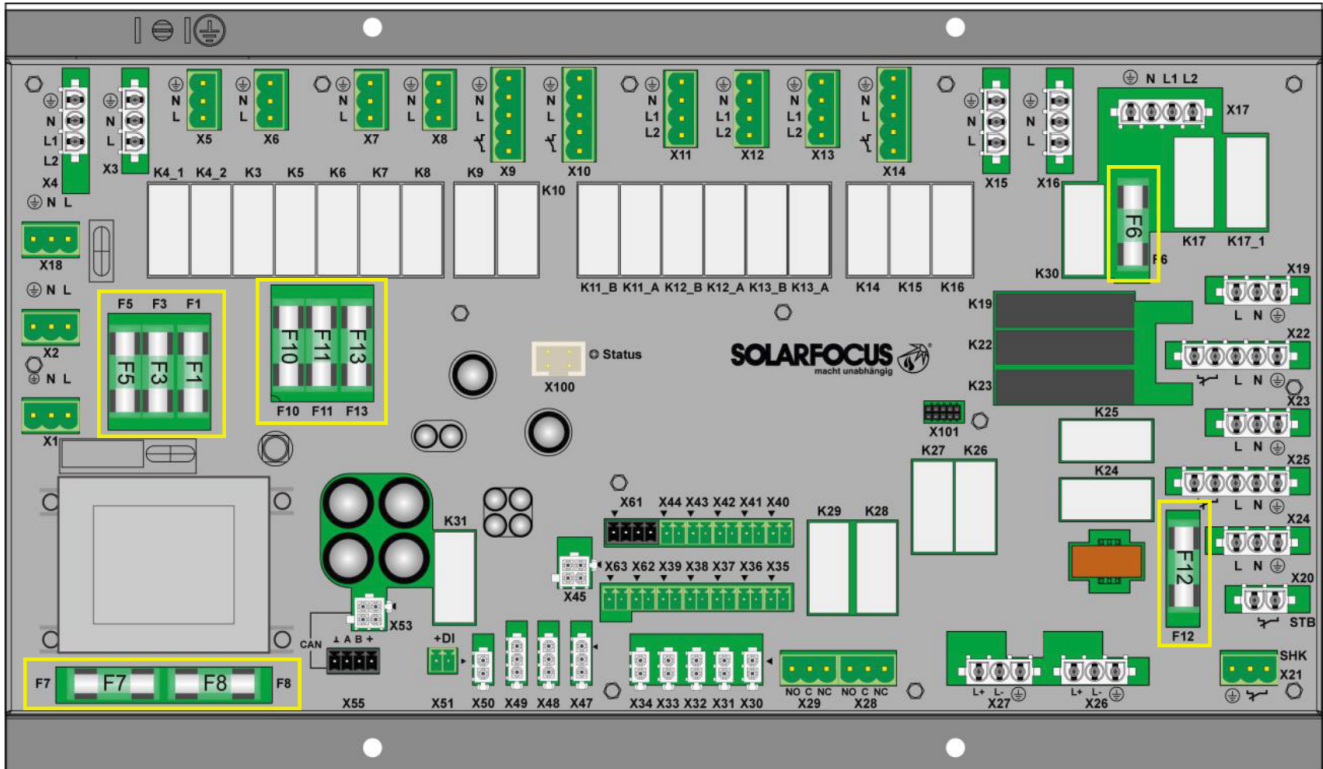 N L1 L2
X17
N
L1
L2
X4
N
L
X3
N
L
X5
N
L
X6
N
L
X7
N
L
X8
N
L
X9
N
L
X10
N
L1
L2
X11
N
L1
L2
X12
N
L1
L2
X13
N
L
X14
N
L
X15
N
L
X16
K4_1 K4_2 K3 K5 K6 K7 K8 K9 K10
N L
X18
K11_B K11_A K12_B K12_A K13_B K13_A
K14 K15 K16
K30
F6
F6
K17 K17_1
N L
X2
F5 F3 F1
F5 F3 F1
F10 F11 F13
F10 F11 F13
N L
X1
X100
Status
SOLARFOCUS
macht unabhängig
X101
K19
K22
K23
X19
L N
X22
L N
X23
L N
X25
L N
X24
L N
X20
STB
K25
K24
K27 K26
K29 K28
K31
X61 X44 X43 X42 X41 X40
X63 X62 X39 X38 X37 X36 X35
X45
F12
F12
X53
CAN
A B +
X55
+DI
X51
X50 X49 X48 X47
X34 X33 X32 X31 X30
NO C NC
X29
NO C NC
X28
L+ L-
X27
L+ L-
X26
SHK
X21
F7 F7 F8 F8